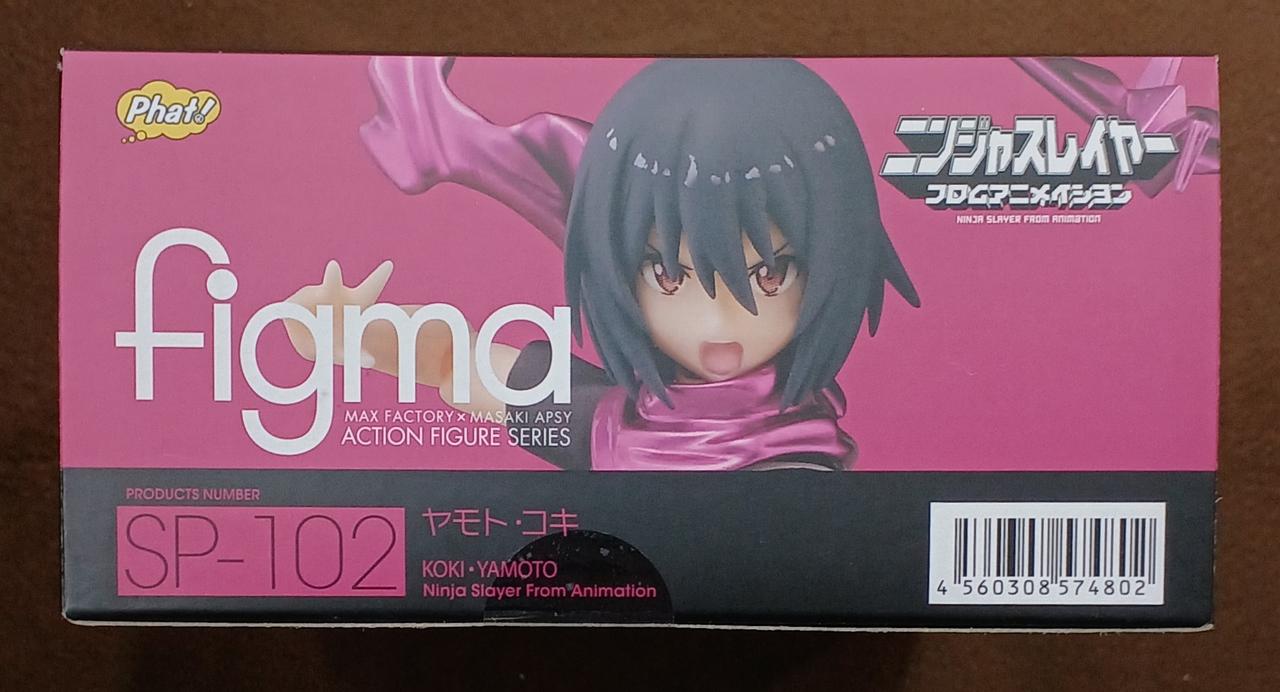 Phat!
ニンジャスレイヤー
フロムアニメイシヨン
NINJA SLAYER FROM ANIMATION
figma
MAX FACTORY×MASAKI APSY
ACTION FIGURE SERIES
PRODUCTS NUMBER
SP-102
ヤモト・コキ
KOKI・YAMOTO
Ninja Slayer From Animation
4 560308 574802